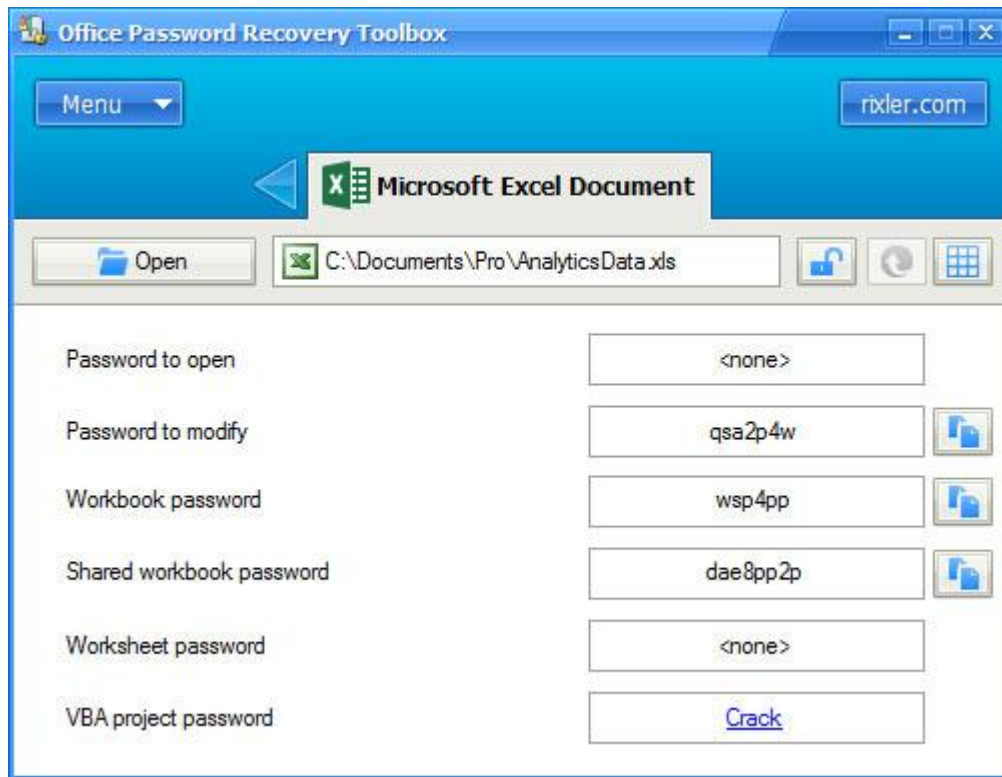 Office Password Recovery Toolbox
Menu
rixler.com
Microsoft Excel Document
Open
C:\Documents\Pro\AnalyticsData.xls
Password to open
<none>
Password to modify
qsa2p4w
Workbook password
wsp4pp
Shared workbook password
dae8pp2p
Worksheet password
<none>
VBA project password
Crack